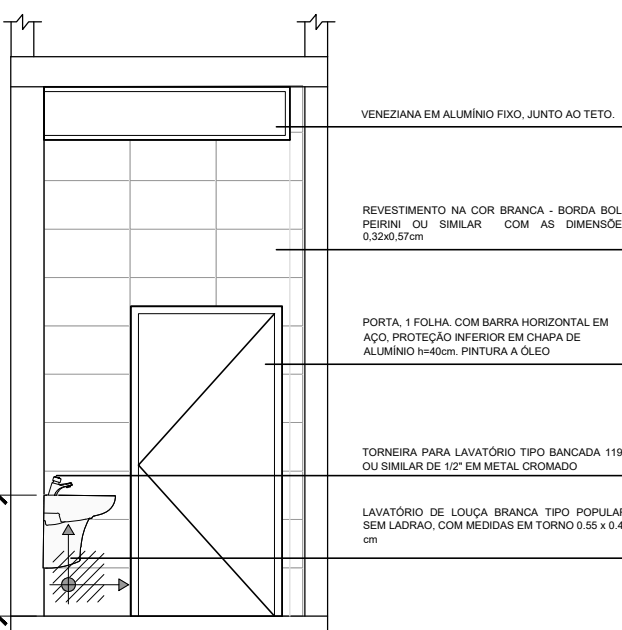 VENEZIANA EM ALUMÍNIO FIXO, JUNTO AO TETO.
REVESTIMENTO NA COR BRANCA - BORDA BOL
PEIRINI OU SIMILAR COM AS DIMENSÕE
0,32x0,57cm
PORTA, 1 FOLHA. COM BARRA HORIZONTAL EM
AÇO, PROTEÇÃO INFERIOR EM CHAPA DE
ALUMÍNIO h=40cm. PINTURA A ÓLEO
TORNEIRA PARA LAVATÓRIO TIPO BANCADA 119
OU SIMILAR DE 1/2" EM METAL CROMADO
LAVATÓRIO DE LOUÇA BRANCA TIPO POPULAR
SEM LADRAO, COM MEDIDAS EM TORNO 0.55 x 0.4
cm